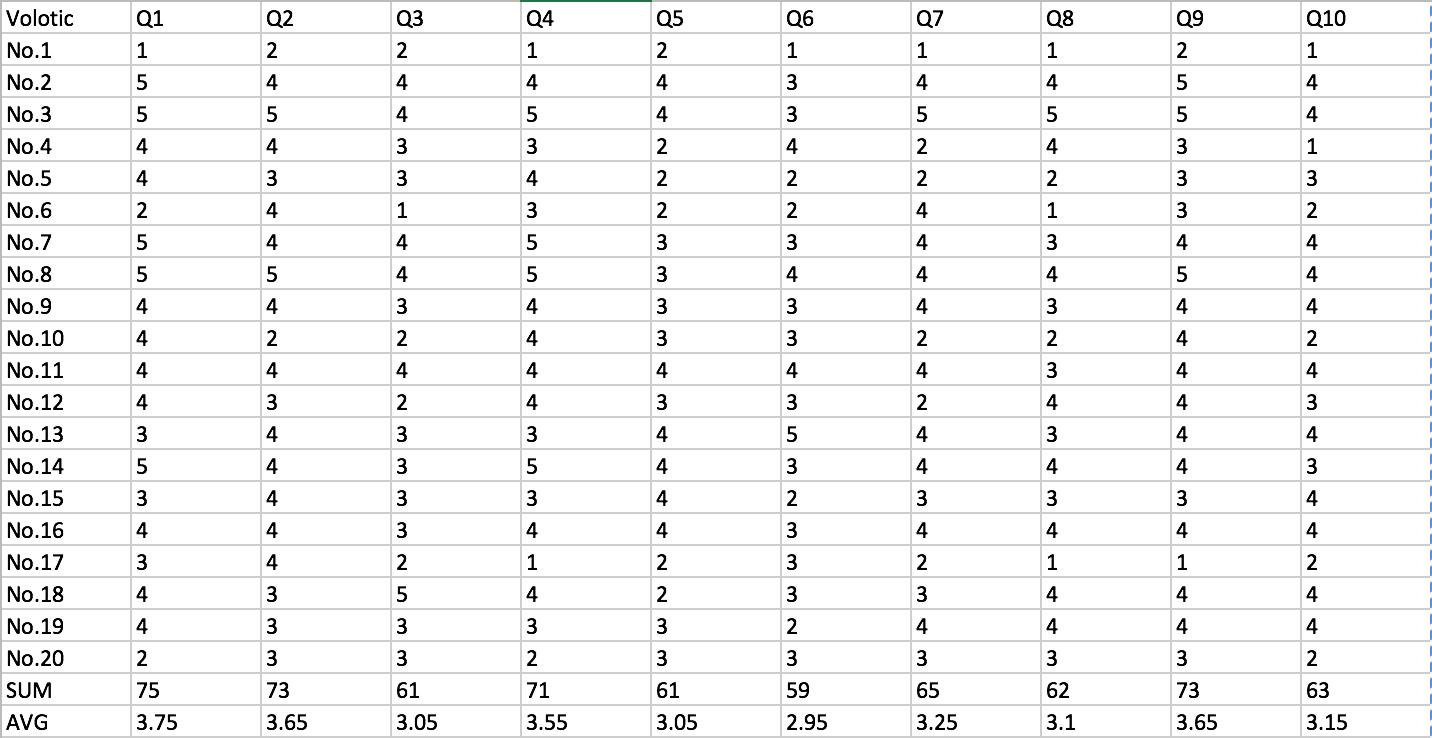 Volotic Q1 Q2 Q3 Q4 Q5 Q6 Q7 Q8 Q9 Q10
No.1 1 2 2 1 2 1 1 1 2 1
No.2 5 4 4 4 4 3 4 4 5 4
No.3 5 5 4 5 4 3 5 5 5 4
No.4 4 4 3 3 2 4 2 4 3 1
No.5 4 3 3 4 2 2 2 2 3 3
No.6 2 4 1 3 2 2 4 1 3 2
No.7 5 4 4 5 3 3 4 3 4 4
No.8 5 5 4 5 3 4 4 4 5 4
No.9 4 4 3 4 3 3 4 3 4 4
No.10 4 2 2 4 3 3 2 2 4 2
No.11 4 4 4 4 4 4 4 3 4 4
No.12 4 3 2 4 3 3 2 4 4 3
No.13 3 4 3 3 4 5 4 3 4 4
No.14 5 4 3 5 4 3 4 4 4 3
No.15 3 4 3 3 4 2 3 3 3 4
No.16 4 4 3 4 4 3 4 4 4 4
No.17 3 4 2 1 2 3 2 1 1 2
No.18 4 3 5 4 2 3 3 4 4 4
No.19 4 3 3 3 3 2 4 4 4 4
No.20 2 3 3 2 3 3 3 3 3 2
SUM 75 73 61 71 61 59 65 62 73 63
AVG 3.75 3.65 3.05 3.55 3.05 2.95 3.25 3.1 3.65 3.15